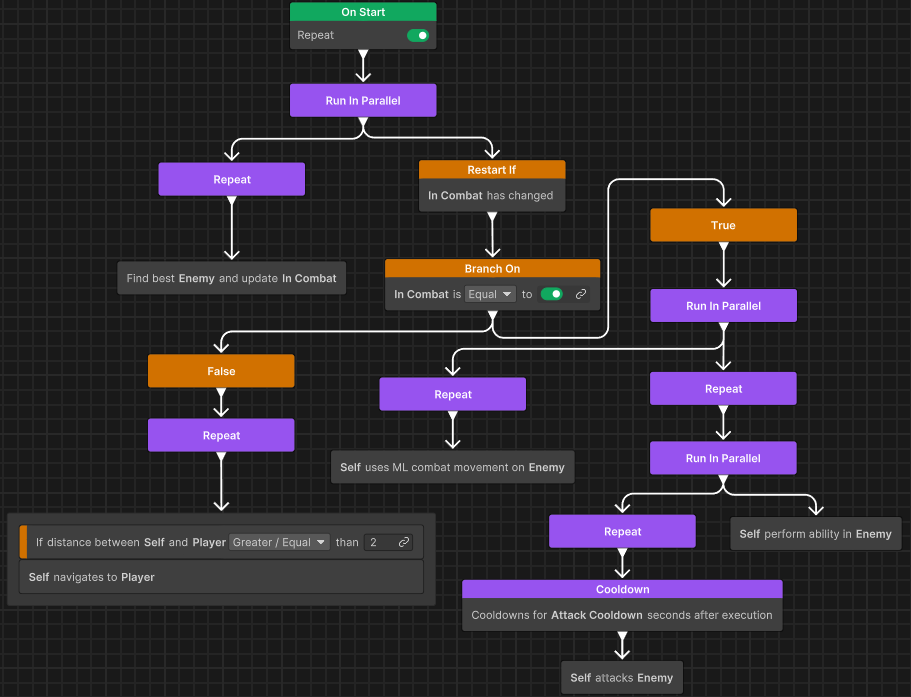 On Start
Repeat
Run In Parallel
Repeat
Restart If
In Combat has changed
True
Find best Enemy and update In Combat
Branch On
In Combat is Equal to
Run In Parallel
False
Repeat
Repeat
Repeat
Self uses ML combat movement on Enemy
Run In Parallel
If distance between Self and Player Greater / Equal than 2
Self navigates to Player
Repeat
Self perform ability in Enemy
Cooldown
Cooldowns for Attack Cooldown seconds after execution
Self attacks Enemy